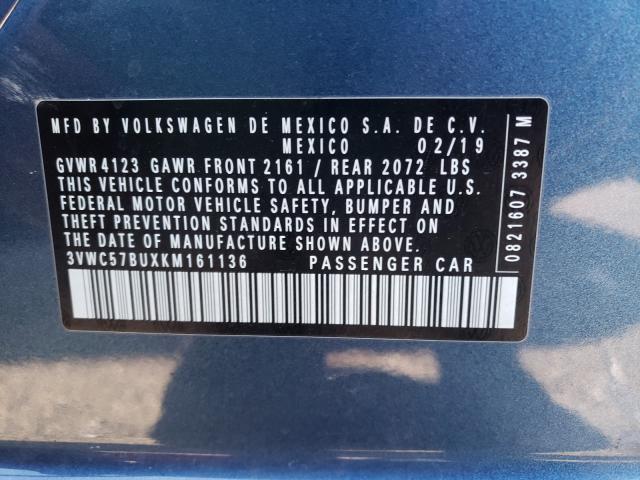 MFD BY VOLKSWAGEN DE MEXICO S.A. DE C.V.
MEXICO 02/19
GVWR 4123 GAWR FRONT 2161 / REAR 2072 LBS
THIS VEHICLE CONFORMS TO ALL APPLICABLE U.S.
FEDERAL MOTOR VEHICLE SAFETY, BUMPER AND
THEFT PREVENTION STANDARDS IN EFFECT ON
THE DATE OF MANUFACTURE SHOWN ABOVE.
3VWC57BUXKM161136 PASSENGER CAR
0821607 3387 M